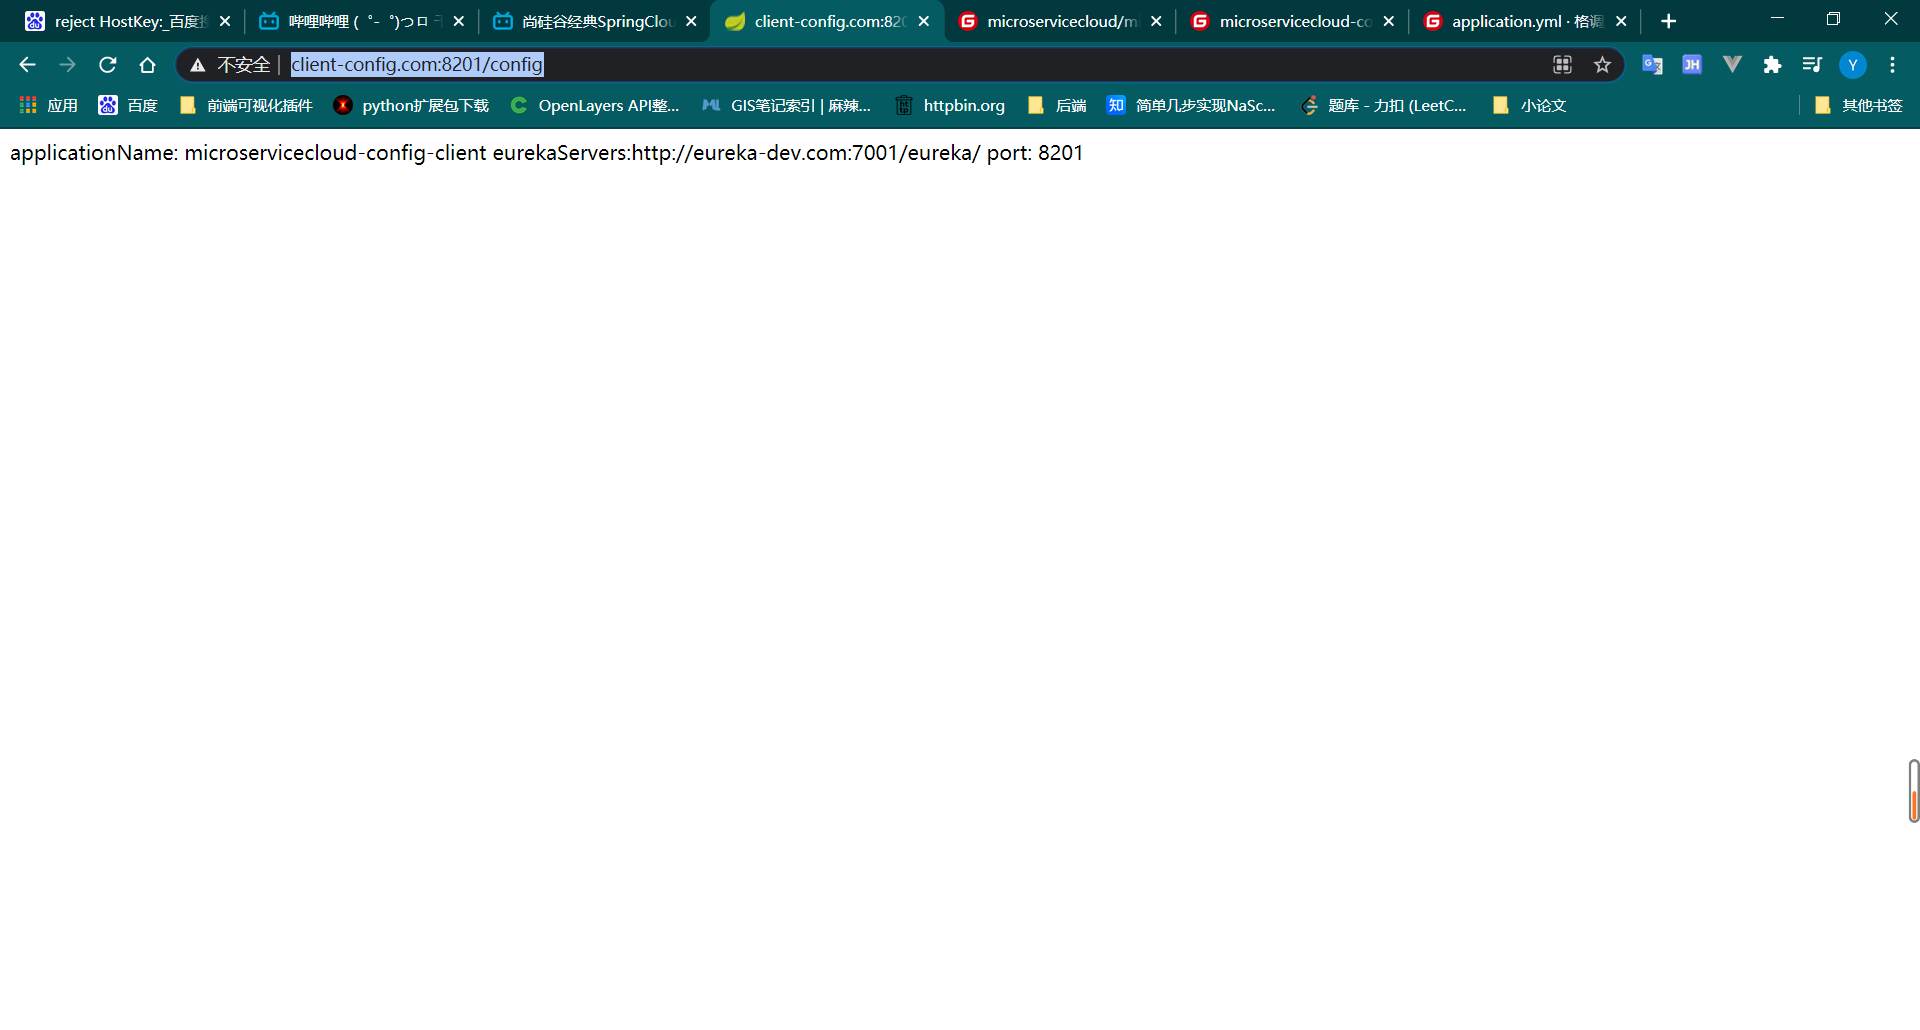 reject HostKey:_百度
哔哩哔哩 ( ゜- ゜)つロ
尚硅谷经典SpringClou
client-config.com:820
microservicecloud/m
microservicecloud-co
application.yml · 格调
不安全 | client-config.com:8201/config
JH
Y
应用 百度 前端可视化插件 python扩展包下载 OpenLayers API整... GIS笔记索引 | 麻辣... httpbin.org 后端 知 简单几步实现NaSc... 题库 - 力扣 (LeetC... 小论文 其他书签
applicationName: microservicecloud-config-client eurekaServers:http://eureka-dev.com:7001/eureka/ port: 8201